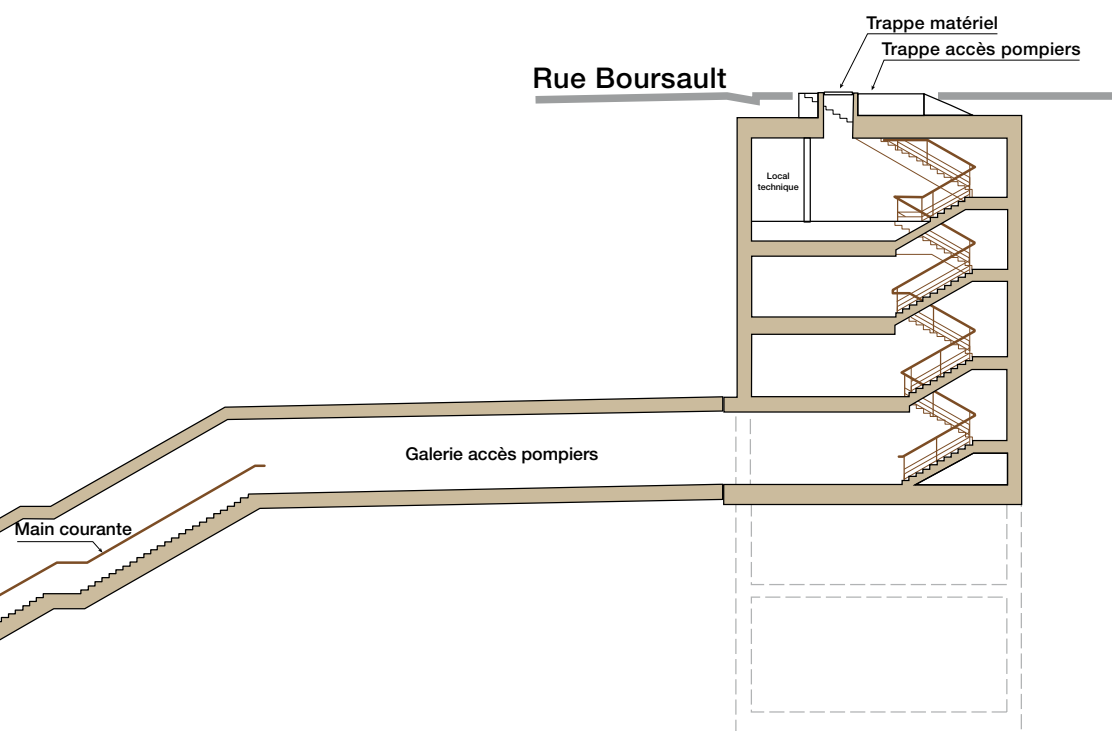 Trappe matériel
Trappe accès pompiers
Rue Boursault
Local
technique
Galerie accès pompiers
Main courante